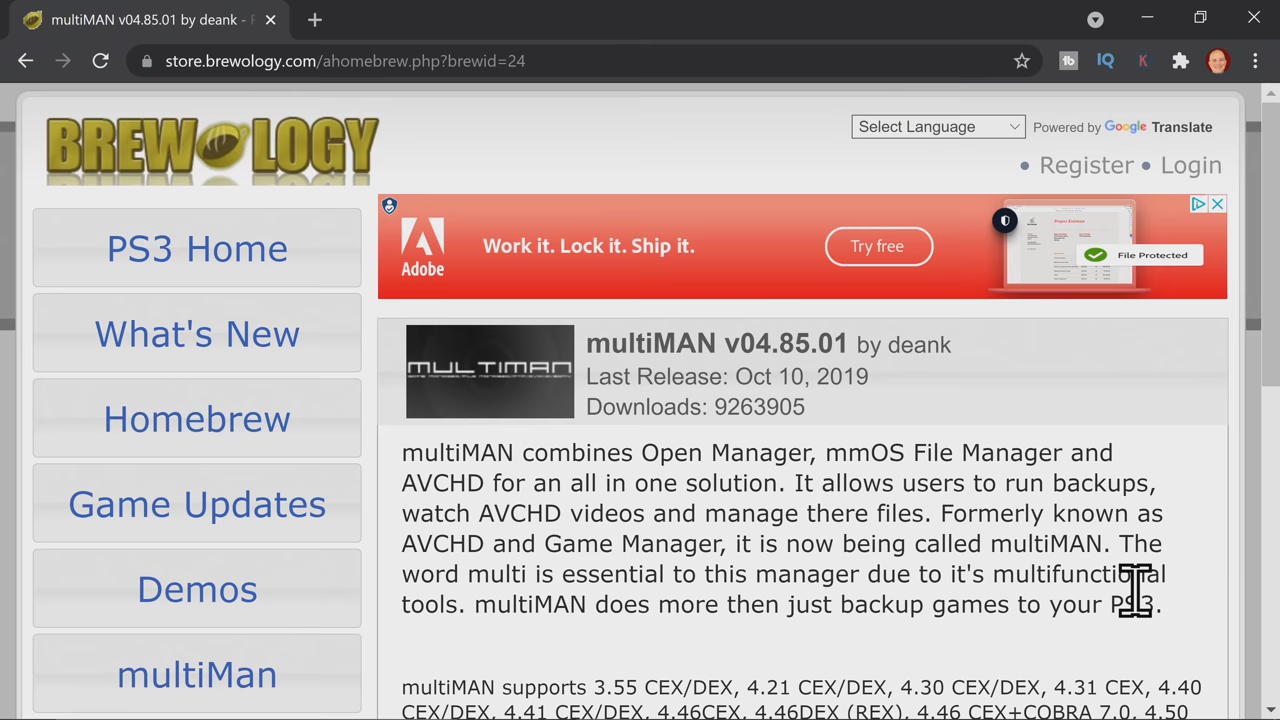 multiMAN v04.85.01 by deank -
store.brewology.com/ahomebrew.php?brewid=24
BREWOLOGY
Select Language
Powered by Google Translate
• Register • Login
PS3 Home
What's New
Homebrew
Game Updates
Demos
multiMan
Adobe
Work it. Lock it. Ship it.
Try free
File Protected
MULTIMAN
multiMAN v04.85.01 by deank
Last Release: Oct 10, 2019
Downloads: 9263905
multiMAN combines Open Manager, mmOS File Manager and
AVCHD for an all in one solution. It allows users to run backups,
watch AVCHD videos and manage there files. Formerly known as
AVCHD and Game Manager, it is now being called multiMAN. The
word multi is essential to this manager due to it's multifunctional
tools. multiMAN does more then just backup games to your PS3.
multiMAN supports 3.55 CEX/DEX, 4.21 CEX/DEX, 4.30 CEX/DEX, 4.31 CEX, 4.40
CEX/DEX, 4.41 CEX/DEX, 4.46CEX, 4.46DEX (REX), 4.46 CEX+COBRA 7.0, 4.50